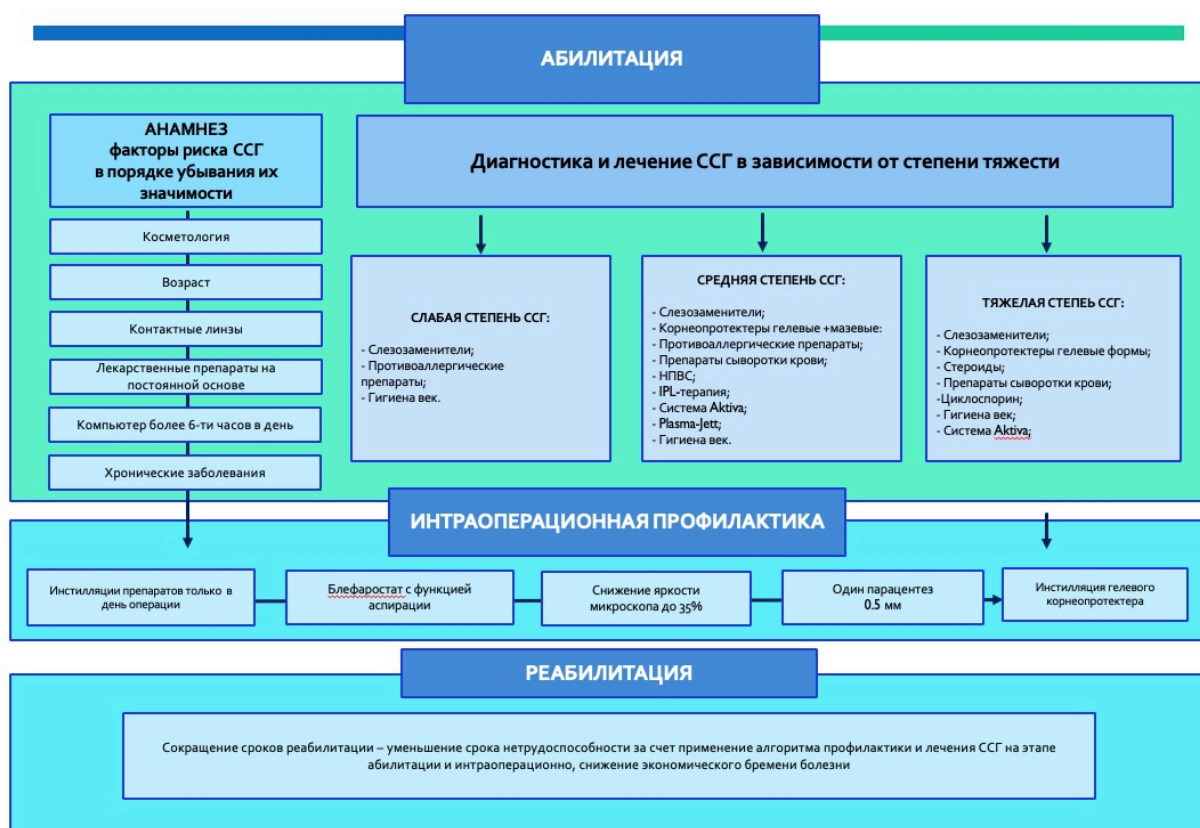 АБИЛИТАЦИЯ
АНАМНЕЗ
факторы риска ССГ
в порядке убывания их
значимости
Косметология
Возраст
Контактные линзы
Лекарственные препараты на
постоянной основе
Компьютер более 6-ти часов в день
Хронические заболевания
Диагностика и лечение ССГ в зависимости от степени тяжести
СЛАБАЯ СТЕПЕНЬ ССГ:
- Слезозаменители;
- Противоаллергические
препараты;
- Гигиена век.
СРЕДНЯЯ СТЕПЕНЬ ССГ:
- Слезозаменители;
- Корнеопротекторы гелевые +мазевые:
- Противоаллергические препараты;
- Препараты сыворотки крови;
- НПВС;
- IPL-терапия;
- Система Aktiva;
- Plasma-Jett;
- Гигиена век.
ТЯЖЕЛАЯ СТЕПЕЬ ССГ:
- Слезозаменители;
- Корнеопротекторы гелевые формы;
- Стероиды;
- Препараты сыворотки крови;
-Циклоспорин;
- Гигиена век;
- Система Aktiva;
ИНТРАОПЕРАЦИОННАЯ ПРОФИЛАКТИКА
Инстилляции препаратов только в
день операции
Блефаростат с функцией
аспирации
Снижение яркости
микроскопа до 35%
Один парацентез
0.5 мм
Инстилляция гелевого
корнеопротектера
РЕАБИЛИТАЦИЯ
Сокращение сроков реабилитации – уменьшение срока нетрудоспособности за счет применение алгоритма профилактики и лечения ССГ на этапе
абилитации и интраоперационно, снижение экономического бремени болезни